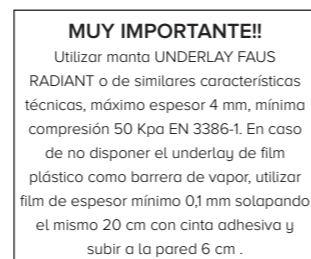 MUY IMPORTANTE!!
Utilizar manta UNDERLAY FAUS
RADIANT o de similares características
técnicas, máximo espesor 4 mm, mínima
compresión 50 Kpa EN 3386-1. En caso
de no disponer el underlay de film
plástico como barrera de vapor, utilizar
film de espesor mínimo 0,1 mm solapando
el mismo 20 cm con cinta adhesiva y
subir a la pared 6 cm .